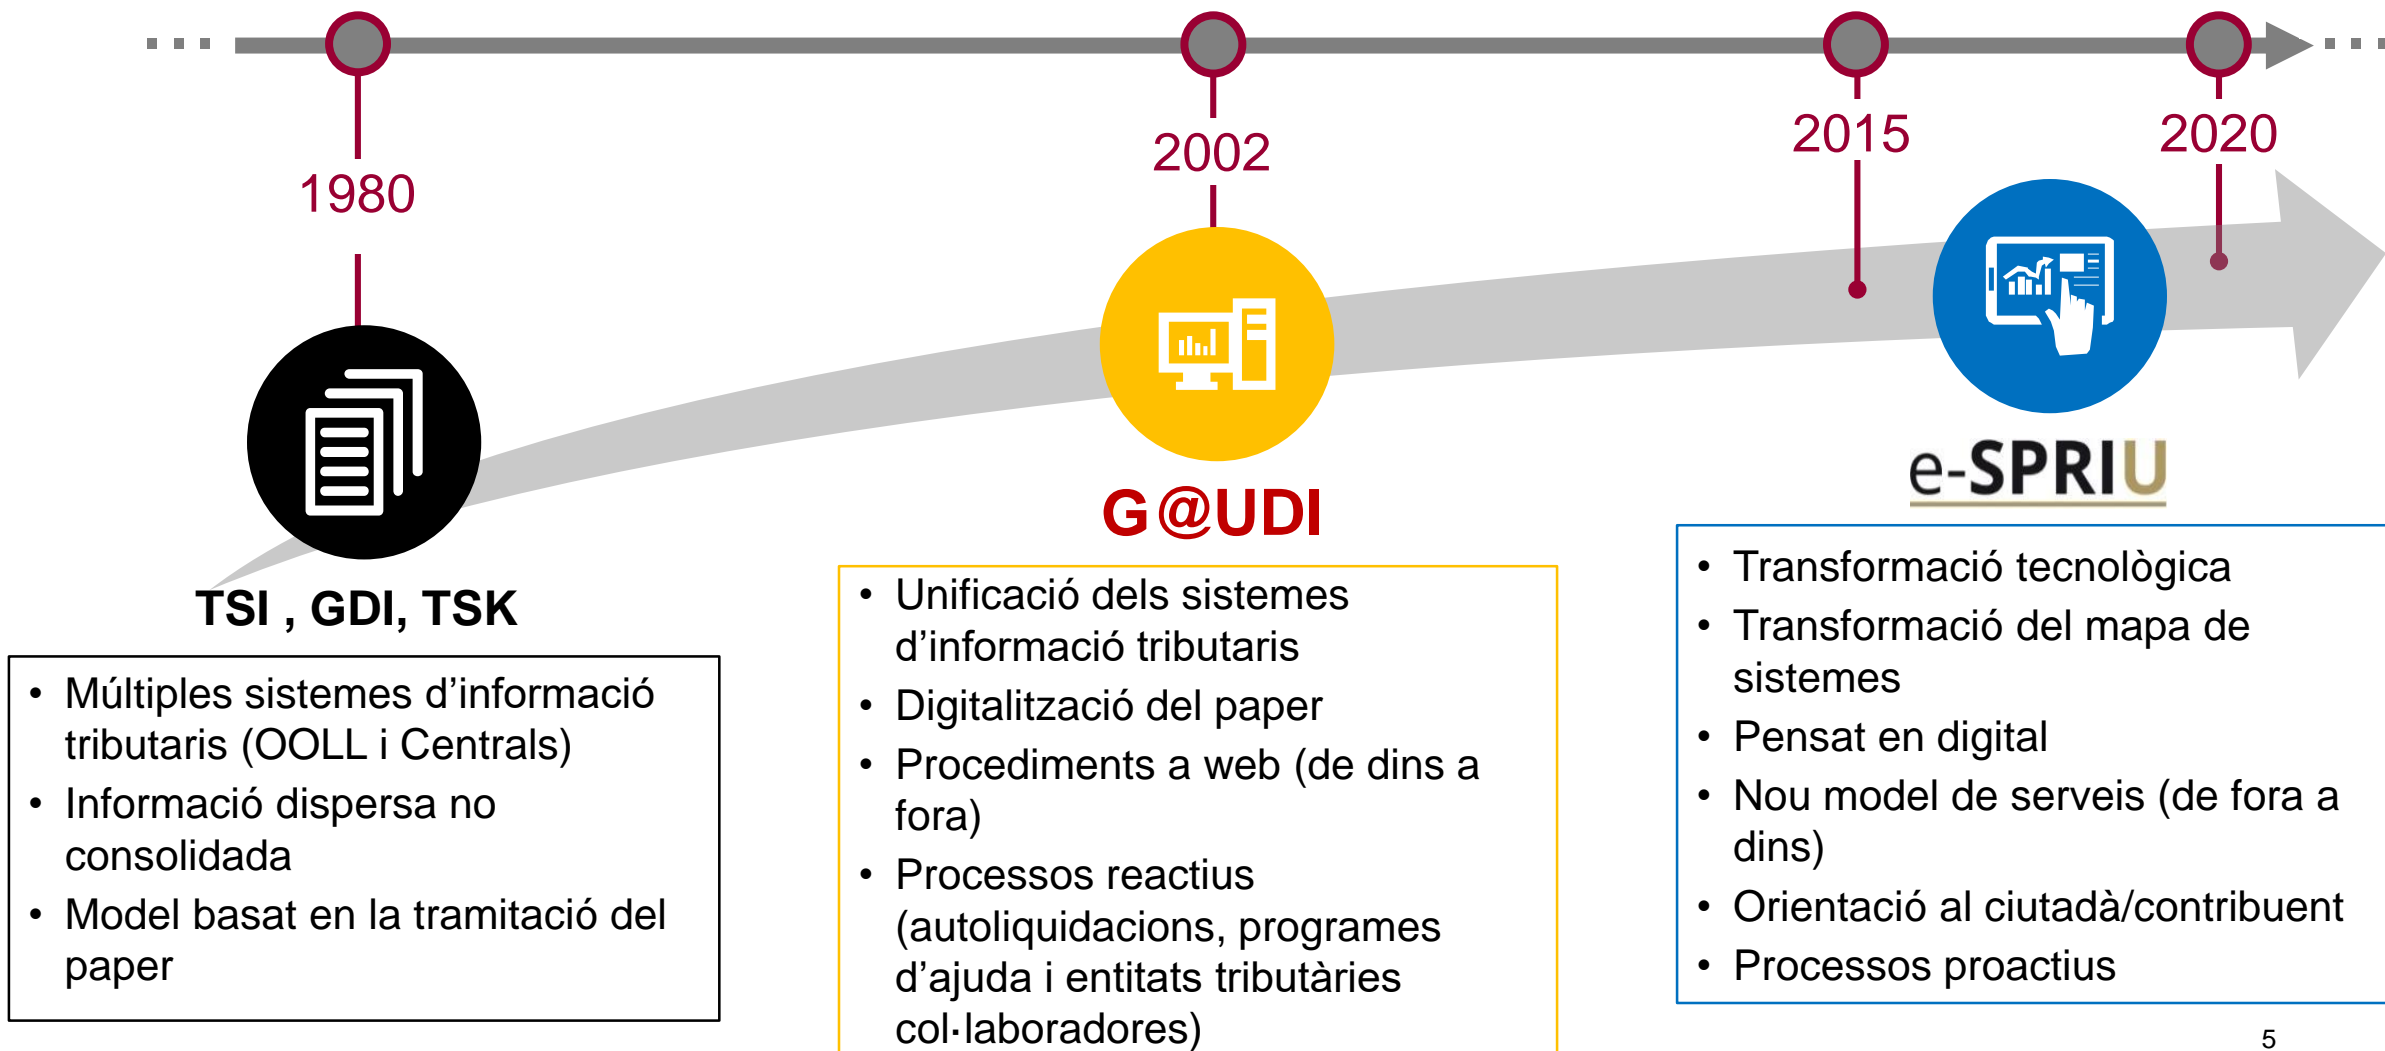 1980
2002
2015
2020
TSI , GDI, TSK
• Múltiples sistemes d’informació
tributaris (OOLL i Centrals)
• Informació dispersa no
consolidada
• Model basat en la tramitació del
paper
G@UDI
• Unificació dels sistemes
d’informació tributaris
• Digitalització del paper
• Procediments a web (de dins a
fora)
• Processos reactius
(autoliquidacions, programes
d’ajuda i entitats tributàries
col·laboradores)
e-SPRIU
• Transformació tecnològica
• Transformació del mapa de
sistemes
• Pensat en digital
• Nou model de serveis (de fora a
dins)
• Orientació al ciutadà/contribuent
• Processos proactius
5